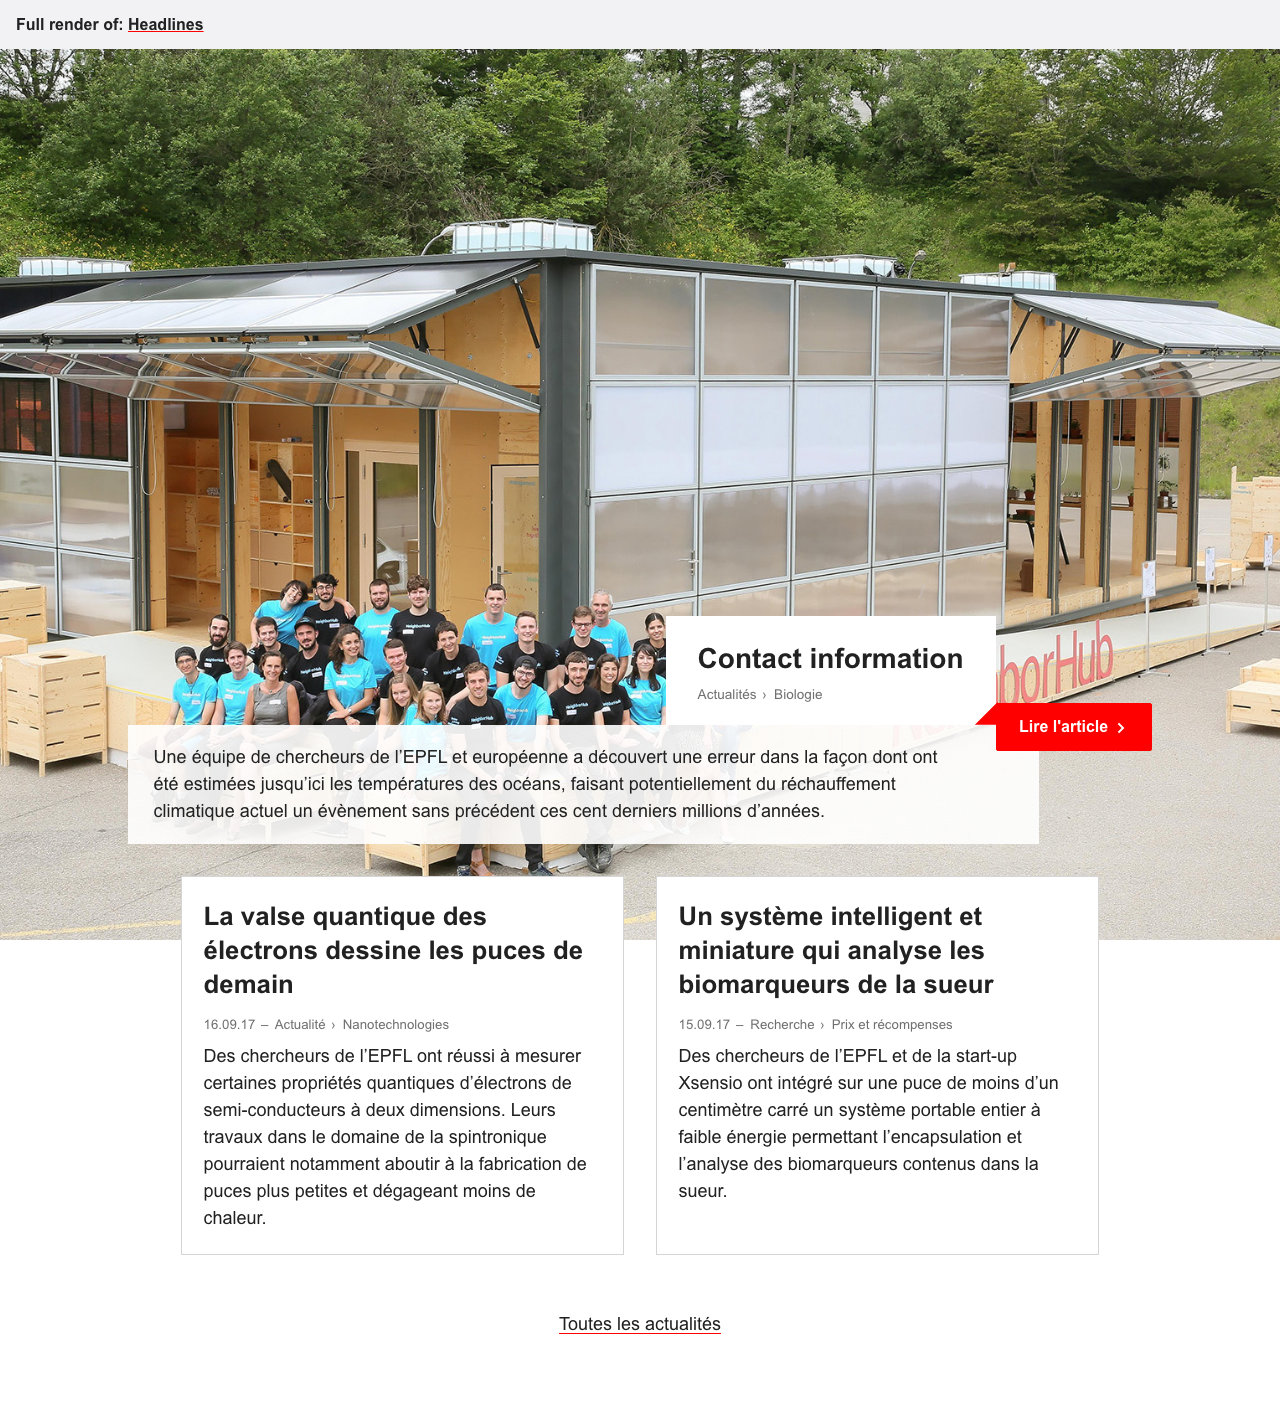 Full render of: Headlines
NeighborHub
Contact information
Actualités › Biologie
borHub
Lire l'article
Une équipe de chercheurs de l’EPFL et européenne a découvert une erreur dans la façon dont ont
été estimées jusqu’ici les températures des océans, faisant potentiellement du réchauffement
climatique actuel un évènement sans précédent ces cent derniers millions d’années.
La valse quantique des
électrons dessine les puces de
demain
16.09.17 – Actualité › Nanotechnologies
Des chercheurs de l’EPFL ont réussi à mesurer
certaines propriétés quantiques d’électrons de
semi-conducteurs à deux dimensions. Leurs
travaux dans le domaine de la spintronique
pourraient notamment aboutir à la fabrication de
puces plus petites et dégageant moins de
chaleur.
Un système intelligent et
miniature qui analyse les
biomarqueurs de la sueur
15.09.17 – Recherche › Prix et récompenses
Des chercheurs de l’EPFL et de la start-up
Xsensio ont intégré sur une puce de moins d’un
centimètre carré un système portable entier à
faible énergie permettant l’encapsulation et
l’analyse des biomarqueurs contenus dans la
sueur.
Toutes les actualités